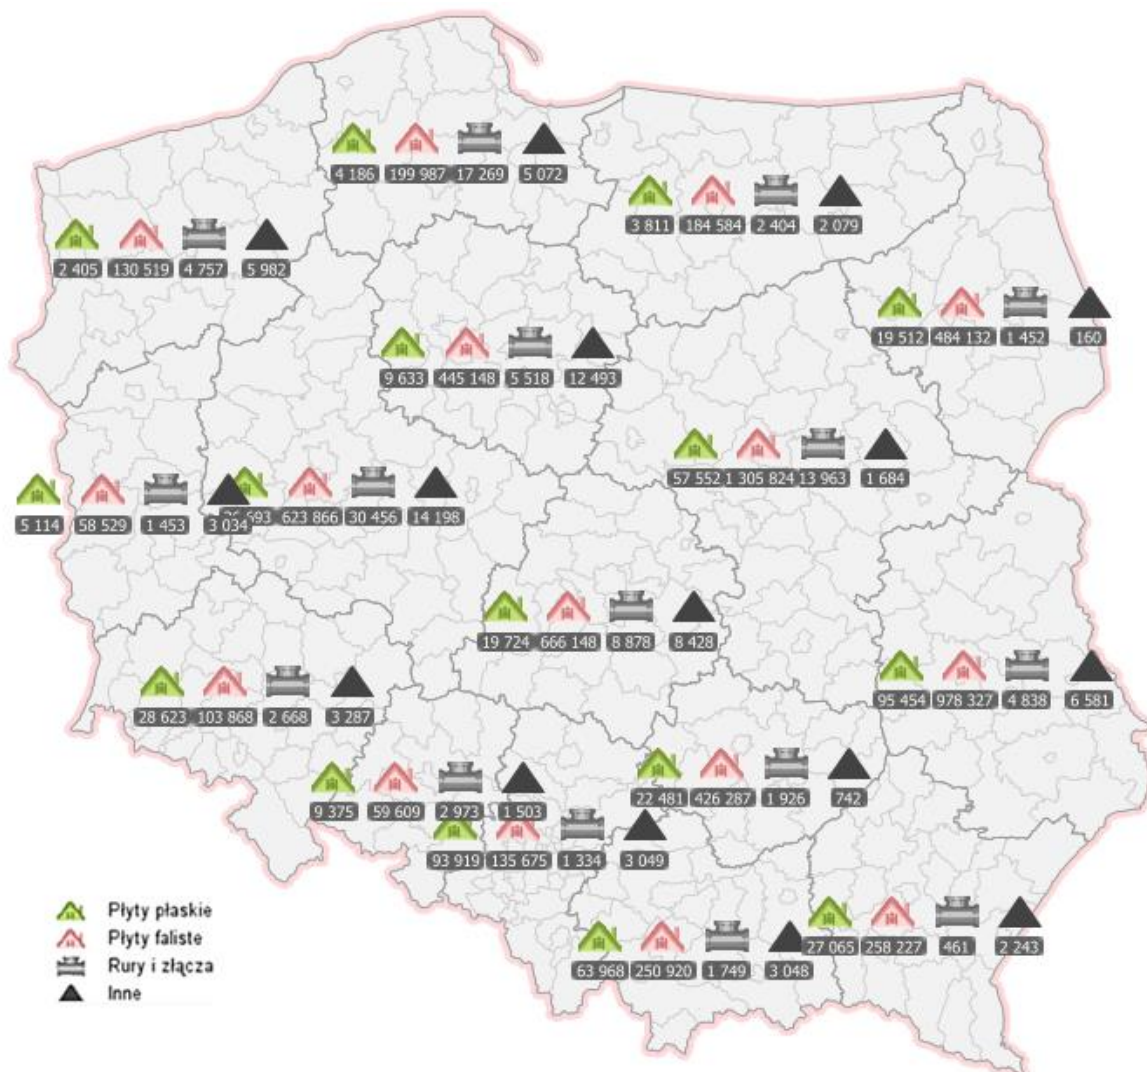 4 186 199 987 17 269 5 072
3 811 184 584 2 404 2 079
2 405 130 519 4 757 5 982
19 512 484 132 1 452 160
9 633 445 148 5 518 12 493
57 552 1 305 824 13 963 1 684
5 114 58 529 1 453 3 034 693 623 866 30 456 14 198
19 724 666 148 8 878 8 428
28 623 103 868 2 668 3 287
95 454 978 327 4 838 6 581
9 375 59 609 2 973 1 503
22 481 426 287 1 926 742
93 919 135 675 1 334 3 049
27 065 258 227 461 2 243
63 968 250 920 1 749 3 048
Płyty płaskie
Płyty faliste
Rury i złącza
Inne